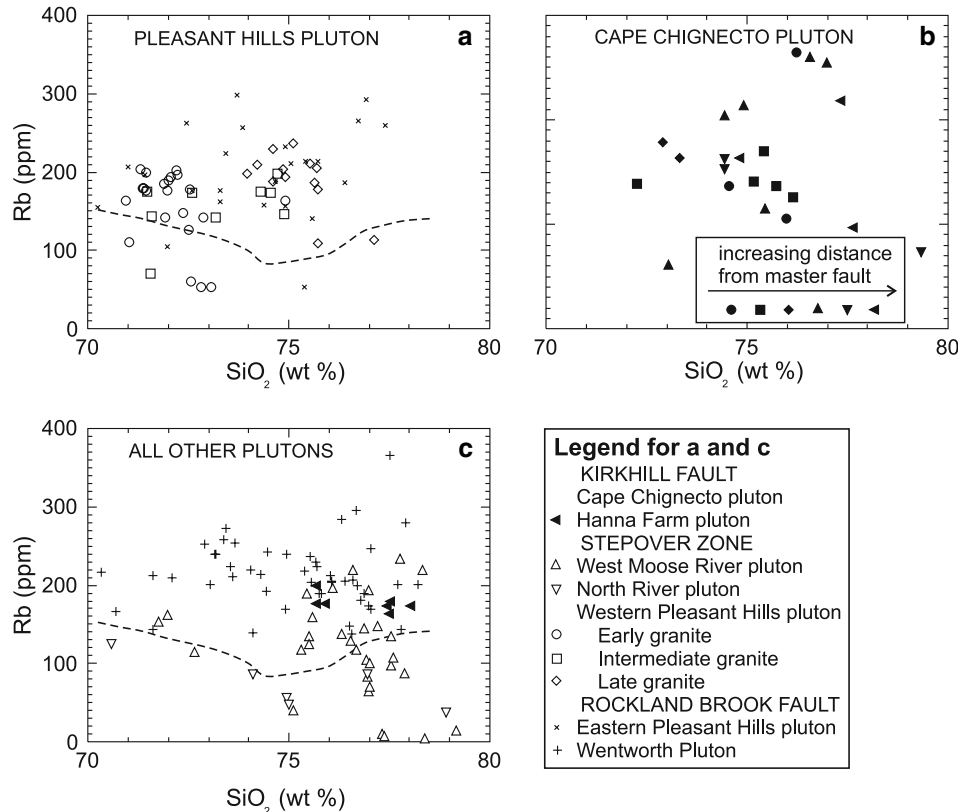 PLEASANT HILLS PLUTON
a
400
300
200
100
0
Rb (ppm)
70
75
80
SiO2 (wt %)
CAPE CHIGNECTO PLUTON
b
increasing distance
from master fault
70
75
80
SiO2 (wt %)
ALL OTHER PLUTONS
c
400
300
200
100
0
Rb (ppm)
70
75
80
SiO2 (wt %)
Legend for a and c
KIRKHILL FAULT
Cape Chignecto pluton
Hanna Farm pluton
STEPOVER ZONE
West Moose River pluton
North River pluton
Western Pleasant Hills pluton
Early granite
Intermediate granite
Late granite
ROCKLAND BROOK FAULT
Eastern Pleasant Hills pluton
Wentworth Pluton